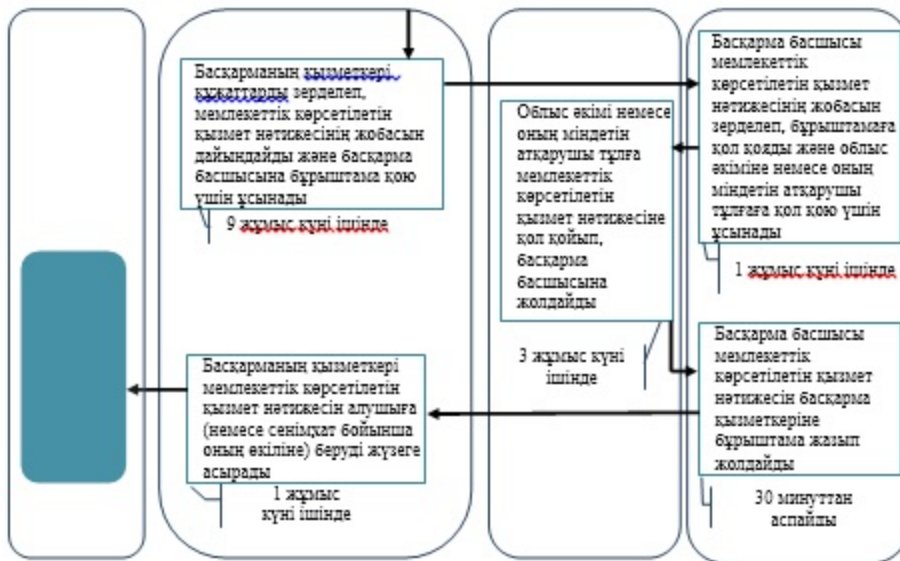 Басқарманың қызметкері
құжаттарды зерделеп,
мемлекеттік көрсетілетін
қызмет нәтижесінің жобасын
дайындайды және басқарма
басшысына бұрыштама қою
үшін ұсынады
9 жұмыс күні ішінде
Басқарма басшысы
мемлекеттік
көрсетілетін қызмет
нәтижесінің жобасын
зерделеп, бұрыштамаға
қол қояды және облыс
әкіміне немесе оның
міндетін атқарушы
тұлғаға қол қою үшін
ұсынады
1 жұмыс күні ішінде
Облыс әкімі немесе
оның міндетін
атқарушы тұлға
мемлекеттік
көрсетілетін
қызмет нәтижесіне
қол қойып,
басқарма
басшысына
жолдайды
3 жұмыс күні
ішінде
Басқарма басшысы
мемлекеттік
көрсетілетін қызмет
нәтижесін басқарма
қызметкеріне
бұрыштама жазып
жолдайды
30 минуттан
аспайды
Басқарманың қызметкері
мемлекеттік көрсетілетін
қызмет нәтижесін алушыға
(немесе сенімхат бойынша
оның өкіліне) беруді жүзеге
асырады
1 жұмыс
күні ішінде